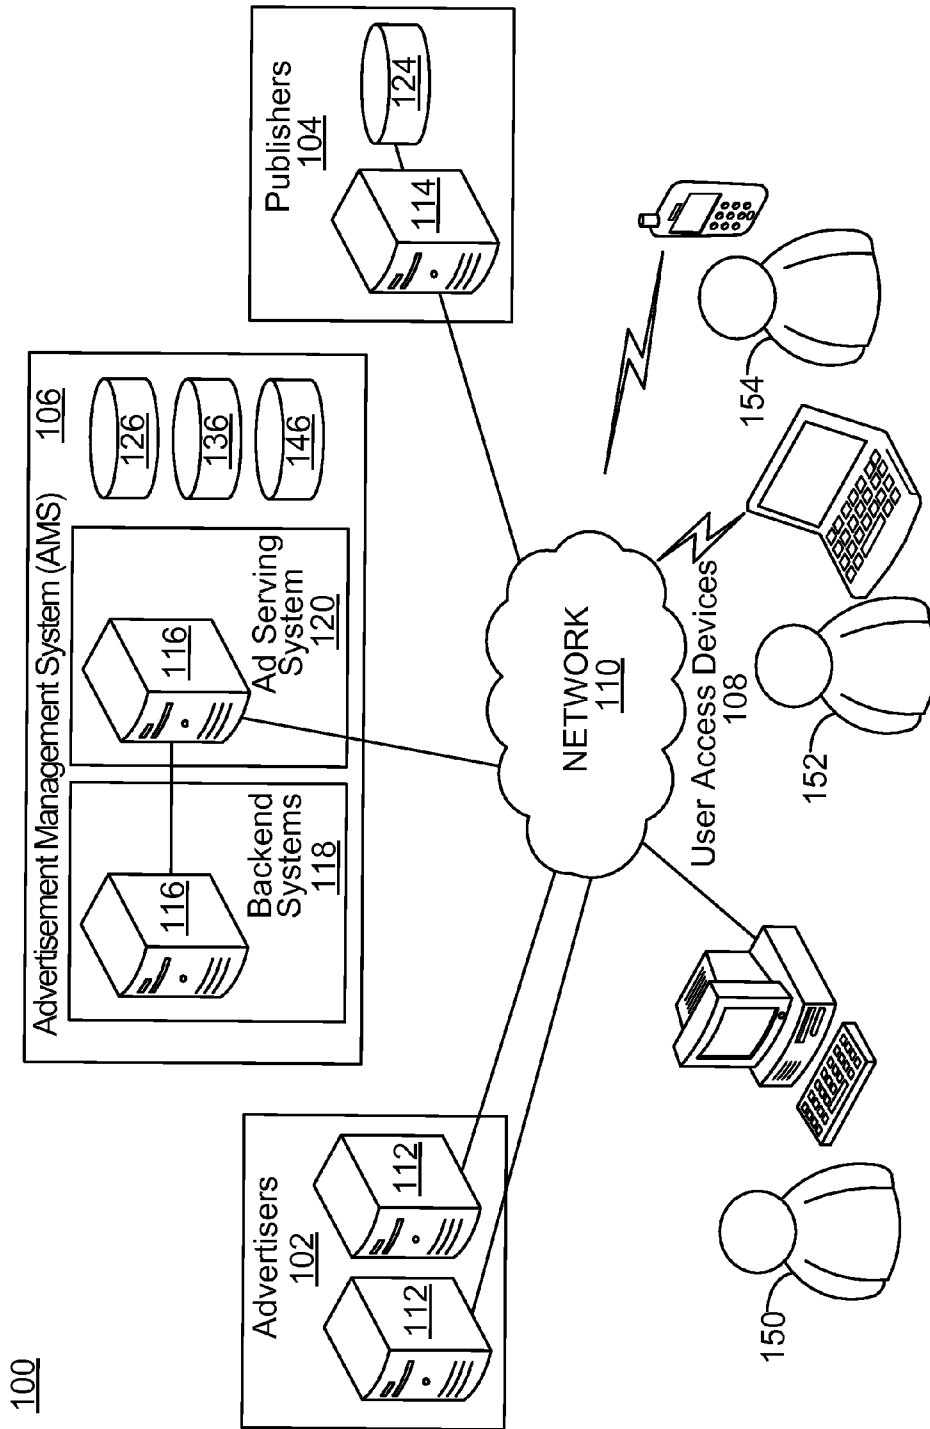 100
Advertisers
102
112
112
Advertisement Management System (AMS)
106
Backend
Systems
118
116
Ad Serving
System
120
116
126
136
146
Publishers
104
114
124
NETWORK
110
User Access Devices
108
150
152
154